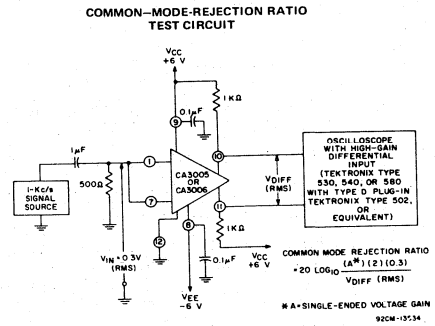 COMMON-MODE-REJECTION RATIO
TEST CIRCUIT
VCC
+6 V
1 KΩ
0.1μF
9
1μF
1
10
CA3005
OR
CA3006
OSCILLOSCOPE
WITH HIGH-GAIN
DIFFERENTIAL
INPUT
(TEKTRONIX TYPE
530, 540, OR 580
WITH TYPE D PLUG-IN
TEKTRONIX TYPE 502,
OR
EQUIVALENT)
500Ω
VDIFF
(RMS)
1-Kc/s
SIGNAL
SOURCE
7
11
12
8
1KΩ
VIN = 0.3V
(RMS)
0.1μF
VCC
+6 V
VEE
-6 V
COMMON MODE REJECTION RATIO
= 20 LOG10 (A*) (2) (0.3)
VDIFF (RMS)
* A = SINGLE-ENDED VOLTAGE GAIN